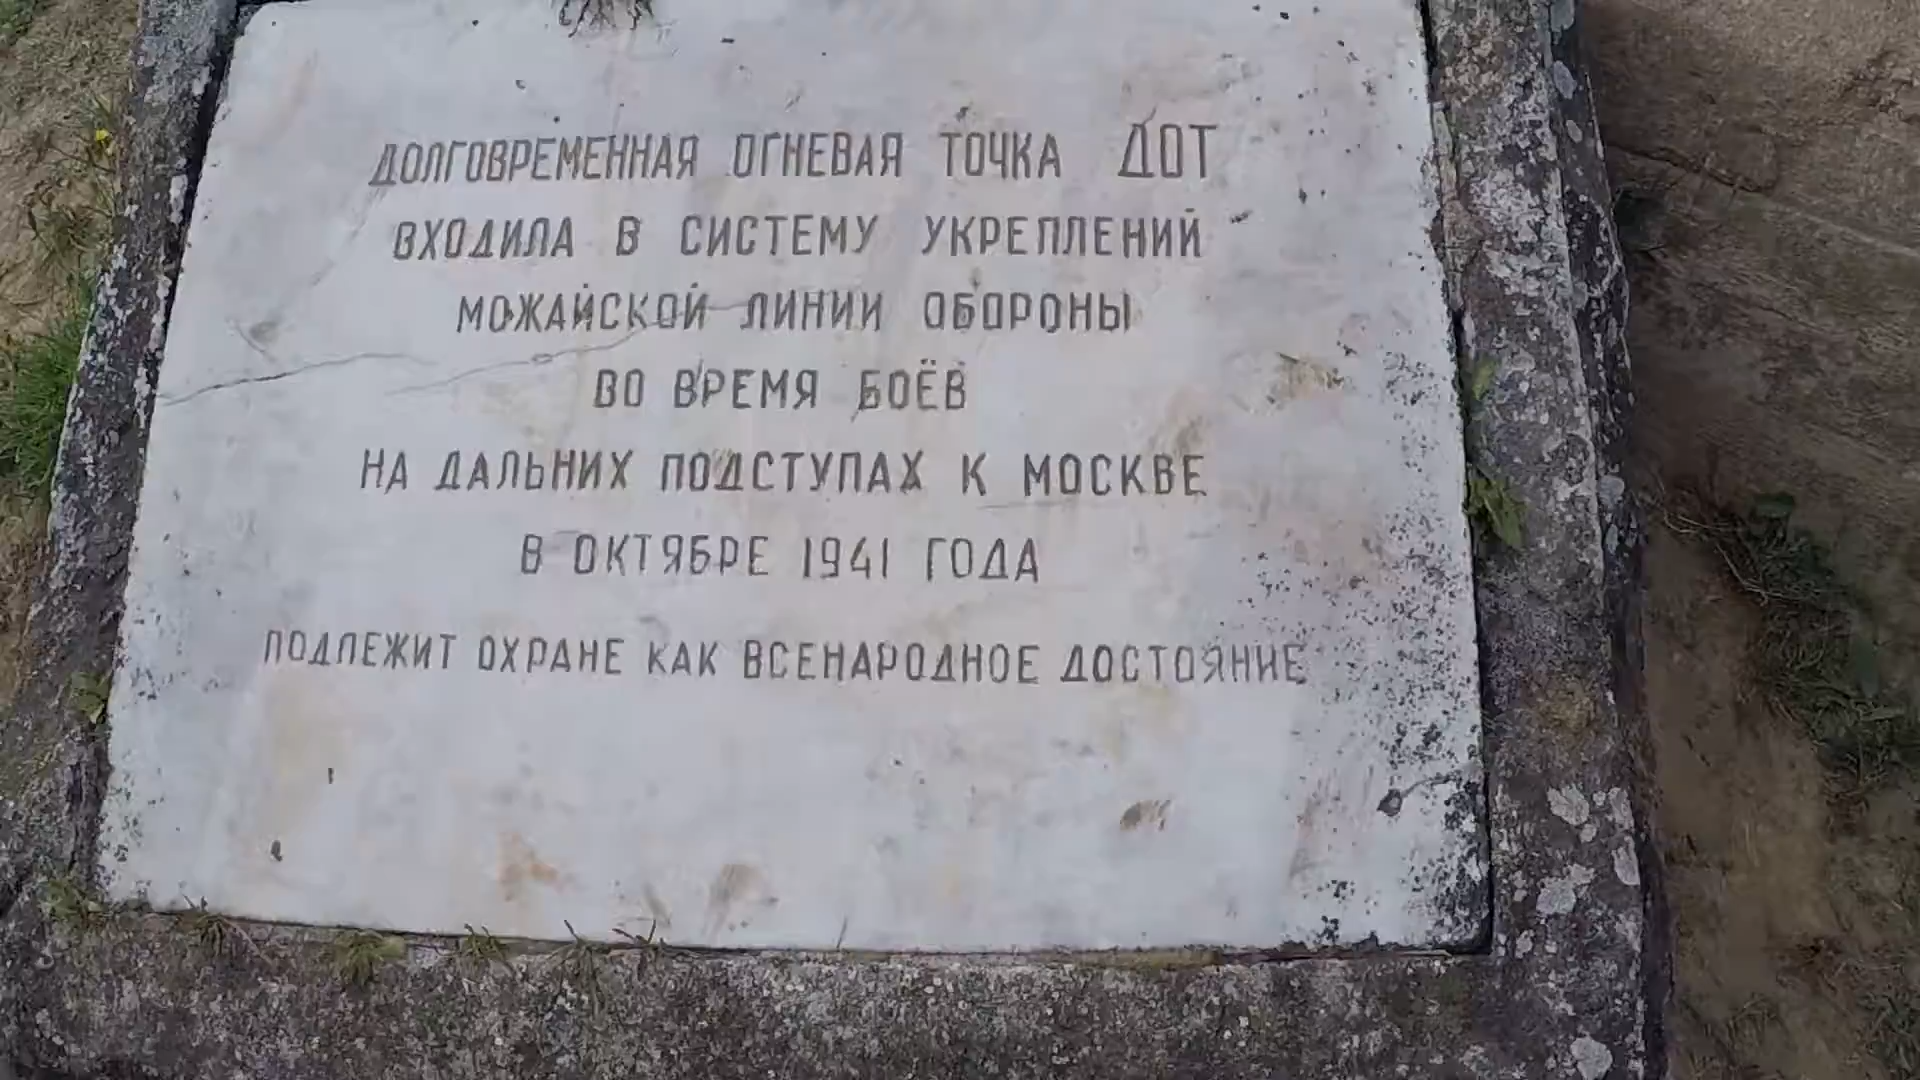 ДОЛГОВРЕМЕННАЯ ОГНЕВАЯ ТОЧКА ДОТ
ВХОДИЛА В СИСТЕМУ УКРЕПЛЕНИЙ
МОЖАЙСКОЙ ЛИНИИ ОБОРОНЫ
ВО ВРЕМЯ БОЁВ
НА ДАЛЬНИХ ПОДСТУПАХ К МОСКВЕ
В ОКТЯБРЕ 1941 ГОДА
ПОДЛЕЖИТ ОХРАНЕ КАК ВСЕНАРОДНОЕ ДОСТОЯНИЕ